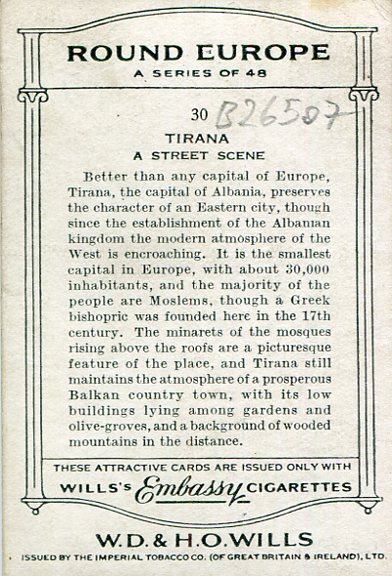 ROUND EUROPE
A SERIES OF 48
30 B26507
TIRANA
A STREET SCENE
Better than any capital of Europe,
Tirana, the capital of Albania, preserves
the character of an Eastern city, though
since the establishment of the Albanian
kingdom the modern atmosphere of the
West is encroaching. It is the smallest
capital in Europe, with about 30,000
inhabitants, and the majority of the
people are Moslems, though a Greek
bishopric was founded here in the 17th
century. The minarets of the mosques
rising above the roofs are a picturesque
feature of the place, and Tirana still
maintains the atmosphere of a prosperous
Balkan country town, with its low
buildings lying among gardens and
olive-groves, and a background of wooded
mountains in the distance.
THESE ATTRACTIVE CARDS ARE ISSUED ONLY WITH
WILLS'S Embassy CIGARETTES
W.D. & H.O. WILLS
ISSUED BY THE IMPERIAL TOBACCO CO. (OF GREAT BRITAIN & IRELAND), LTD.